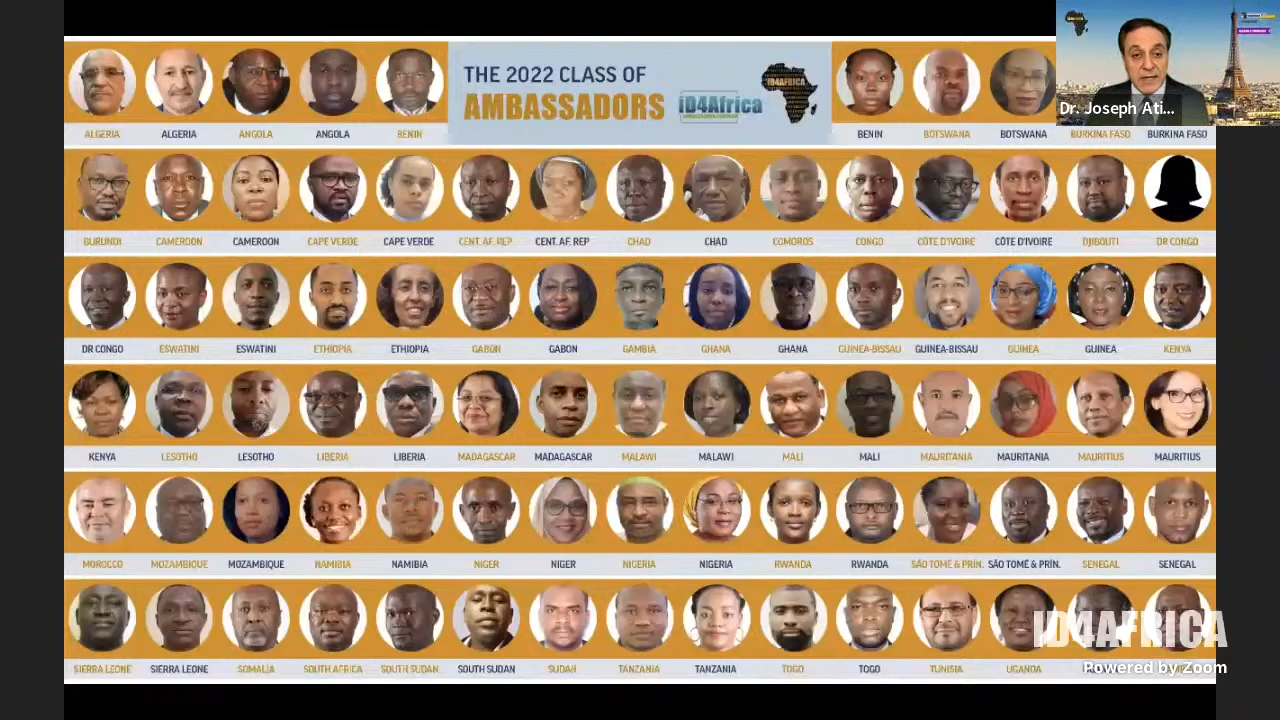 THE 2022 CLASS OF
AMBASSADORS
iD4Africa
ID4AFRICA
Dr. Joseph Ati...
ALGERIA ALGERIA ANGOLA ANGOLA BENIN BENIN BOTSWANA BOTSWANA BURKINA FASO BURKINA FASO
BURUNDI CAMEROON CAMEROON CAPE VERDE CAPE VERDE CENT. AF. REP CENT. AF. REP CHAD CHAD COMOROS CONGO CÔTE D'IVOIRE CÔTE D'IVOIRE DJIBOUTI DR CONGO
DR CONGO ESWATINI ESWATINI ETHIOPIA ETHIOPIA GABON GABON GAMBIA GHANA GHANA GUINEA-BISSAU GUINEA-BISSAU GUINEA GUINEA KENYA
KENYA LESOTHO LESOTHO LIBERIA LIBERIA MADAGASCAR MADAGASCAR MALAWI MALAWI MALI MALI MAURITANIA MAURITANIA MAURITIUS MAURITIUS
MOROCCO MOZAMBIQUE MOZAMBIQUE NAMIBIA NAMIBIA NIGER NIGER NIGERIA NIGERIA RWANDA RWANDA SÃO TOMÉ & PRÍN. SÃO TOMÉ & PRÍN. SENEGAL SENEGAL
SIERRA LEONE SIERRA LEONE SOMALIA SOUTH AFRICA SOUTH SUDAN SOUTH SUDAN SUDAN TANZANIA TANZANIA TOGO TOGO TUNISIA UGANDA
ID4AFRICA
Powered by Zoom